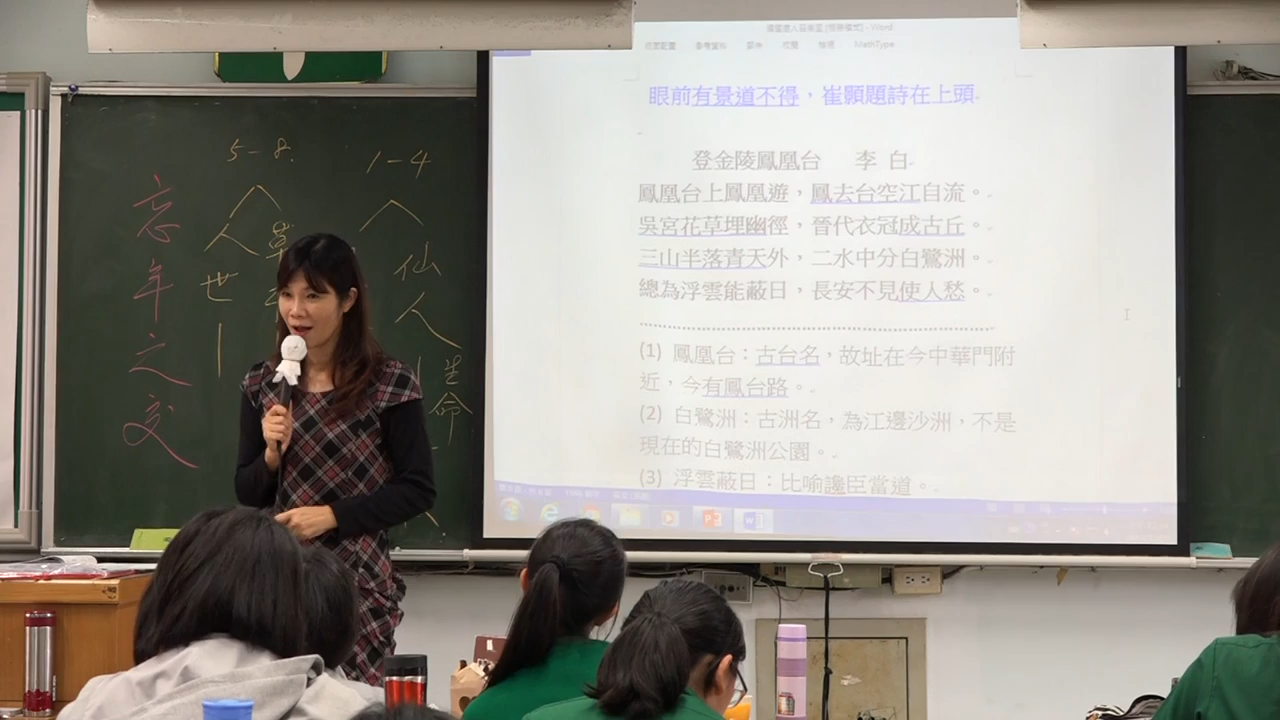 忘年之交
5-8.
人
世
1-4
仙
人
生
命
MathType
眼前有景道不得，崔顥題詩在上頭
登金陵鳳凰台　李 白
鳳凰台上鳳凰遊，鳳去台空江自流。
吳宮花草埋幽徑，晉代衣冠成古丘。
三山半落青天外，二水中分白鷺洲。
總為浮雲能蔽日，長安不見使人愁。
(1) 鳳凰台：古台名，故址在今中華門附
近，今有鳳台路。
(2) 白鷺洲：古洲名，為江邊沙洲，不是
現在的白鷺洲公園。
(3) 浮雲蔽日：比喻讒臣當道。